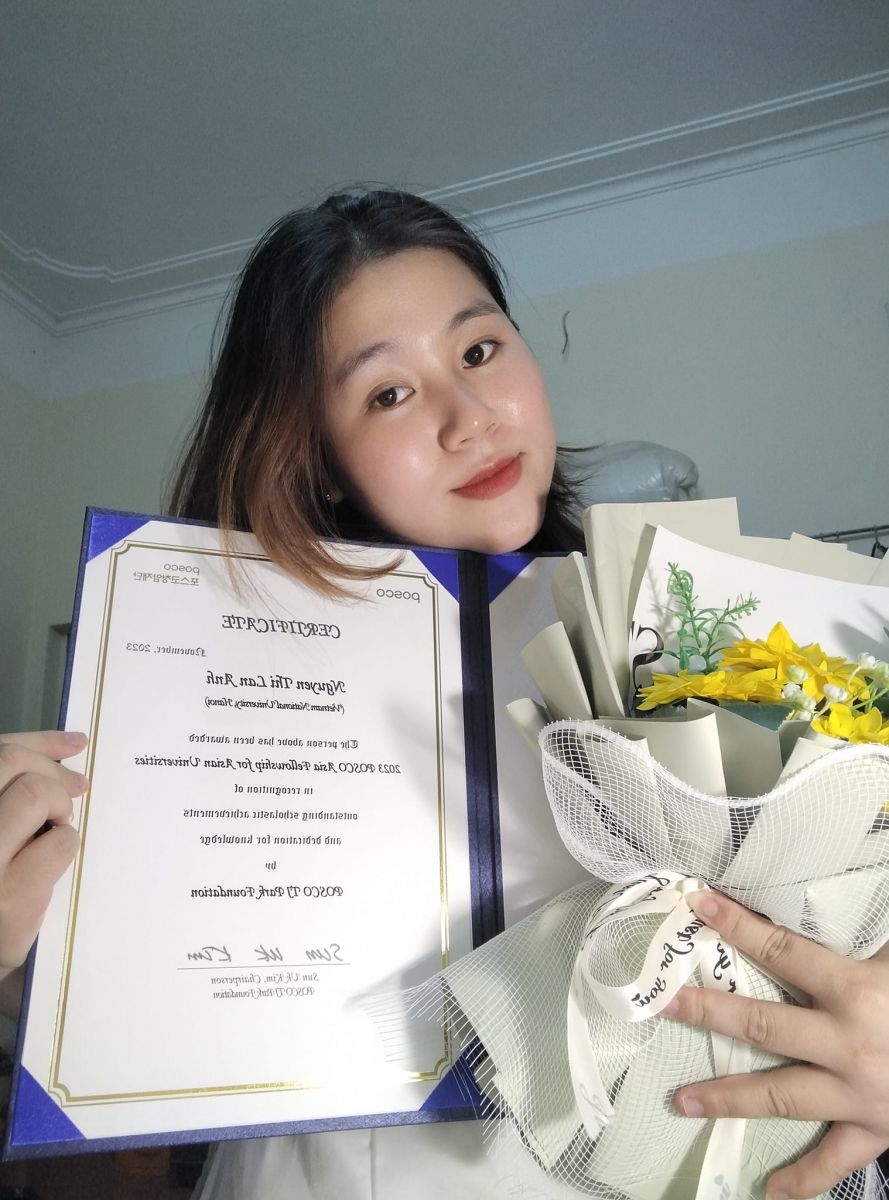 posco
posco
포스코청암재단
CERTIFICATE
November, 2023
Nguyen Thi Lan Anh
(Vietnam National University, Hanoi)
The person above has been awarded
2023 POSCO Asia Fellowship for Asian Universities
in recognition of
outstanding scholastic achievements
and dedication for knowledge
by
POSCO TJ Park Foundation
Sun Uk Kim
Sun Uk Kim, Chairperson
POSCO TJ Park Foundation
Just for you